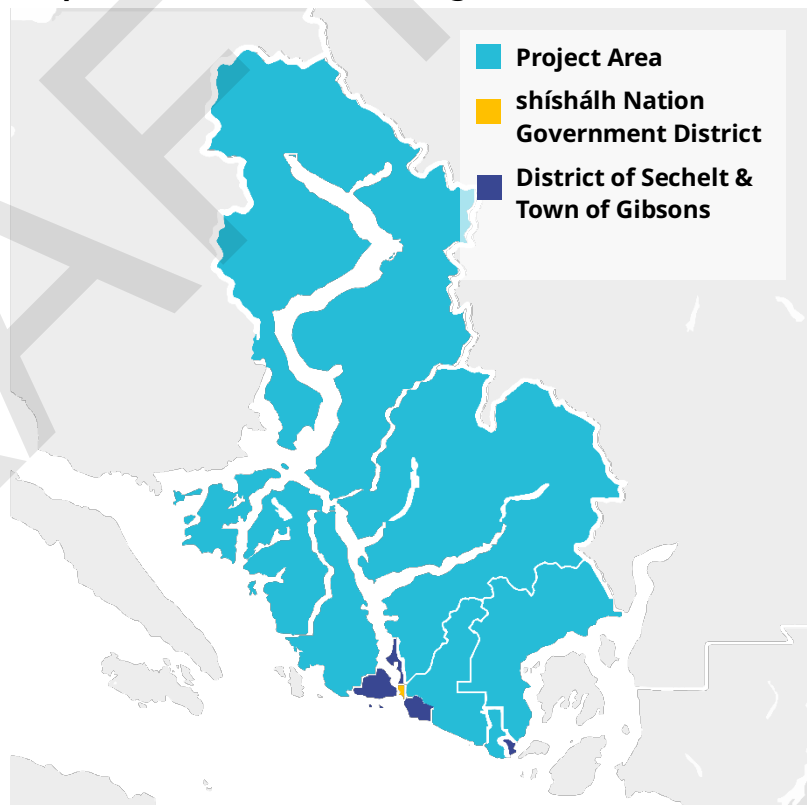 Project Area
shíshálh Nation
Government District
District of Sechelt &
Town of Gibsons